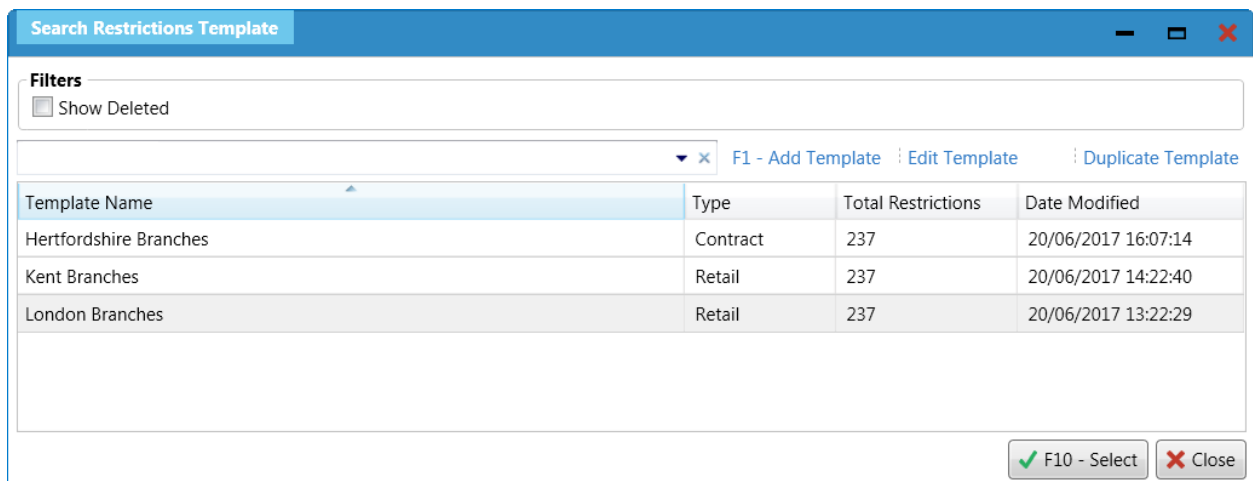 Search Restrictions Template
Filters
Show Deleted
F1 - Add Template Edit Template Duplicate Template
Template Name Type Total Restrictions Date Modified
Hertfordshire Branches Contract 237 20/06/2017 16:07:14
Kent Branches Retail 237 20/06/2017 14:22:40
London Branches Retail 237 20/06/2017 13:22:29
F10 - Select Close